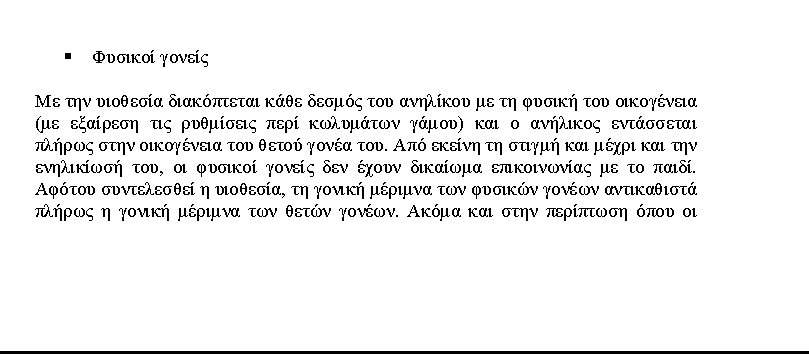 ▪ Φυσικοί γονείς
Με την υιοθεσία διακόπτεται κάθε δεσμός του ανηλίκου με τη φυσική του οικογένεια
(με εξαίρεση τις ρυθμίσεις περί κωλυμάτων γάμου) και ο ανήλικος εντάσσεται
πλήρως στην οικογένεια του θετού γονέα του. Από εκείνη τη στιγμή και μέχρι και την
ενηλικίωσή του, οι φυσικοί γονείς δεν έχουν δικαίωμα επικοινωνίας με το παιδί.
Αφότου συντελεσθεί η υιοθεσία, τη γονική μέριμνα των φυσικών γονέων αντικαθιστά
πλήρως η γονική μέριμνα των θετών γονέων. Ακόμα και στην περίπτωση όπου οι